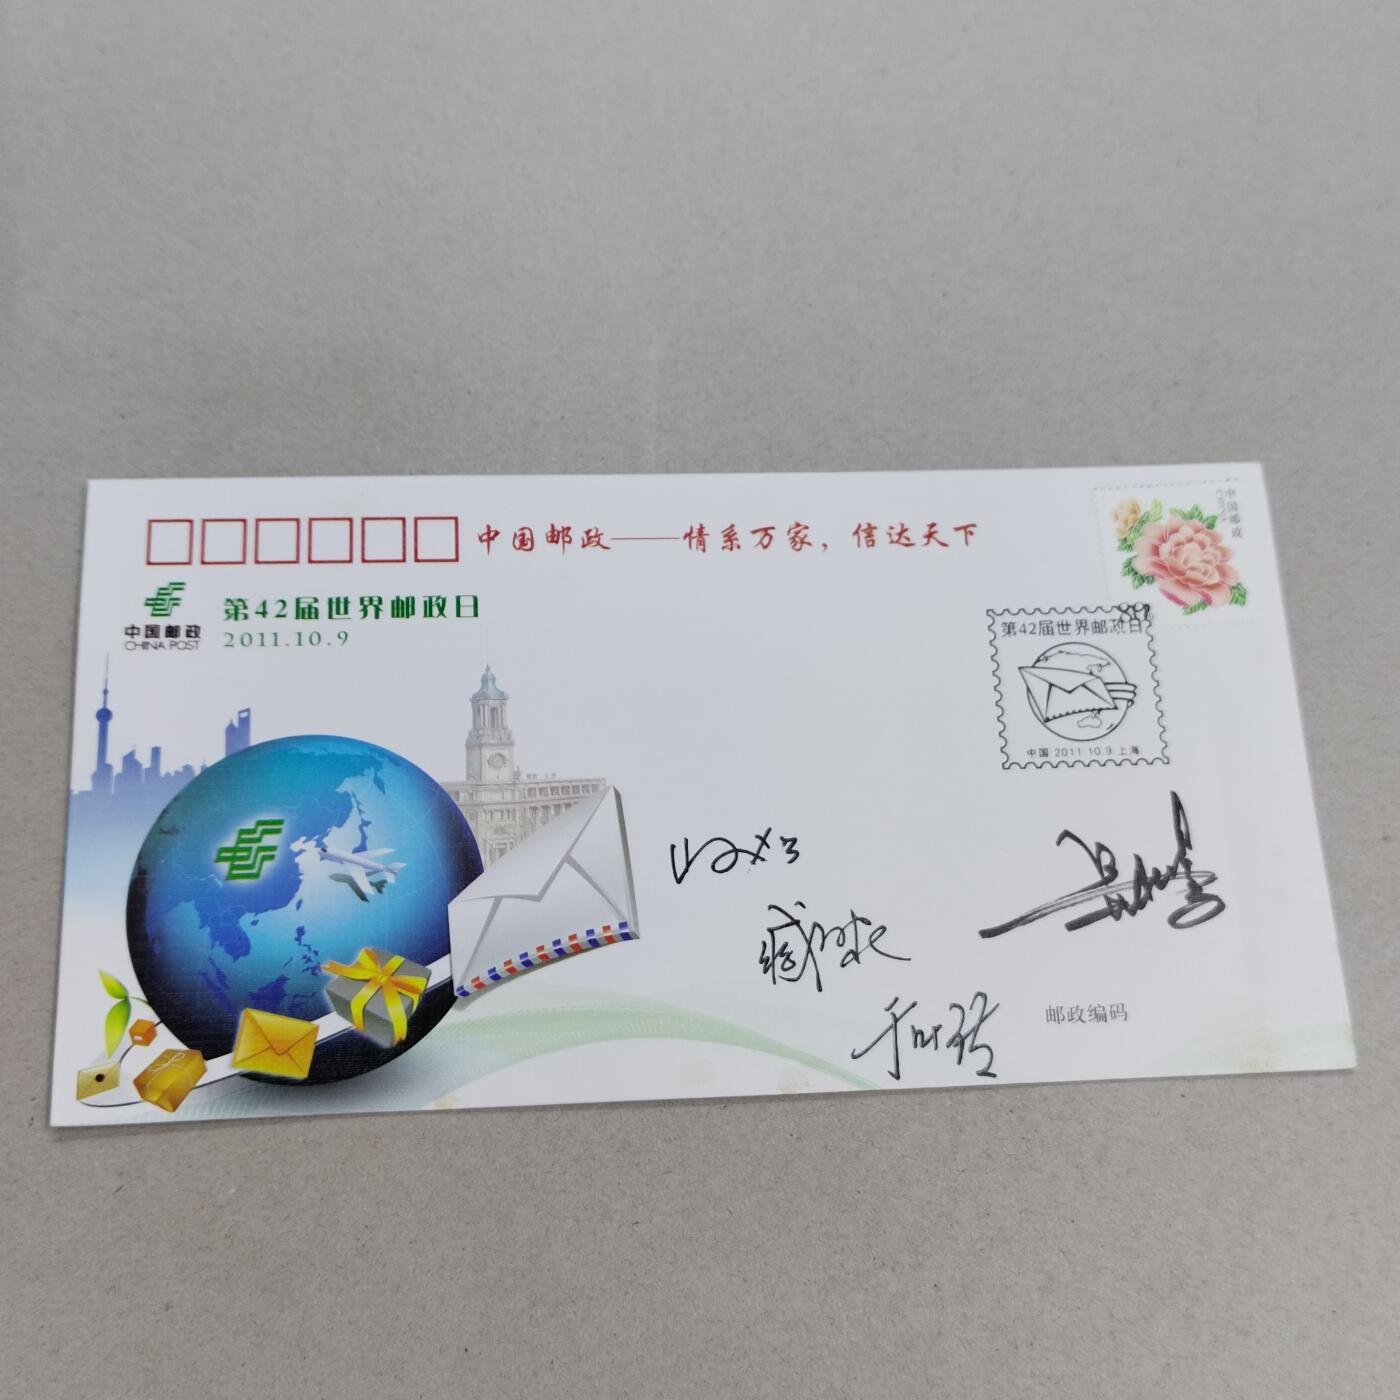 中国邮政——情系万家，信达天下
中国邮政
CHINA POST
第42届世界邮政日
2011.10.9
中国邮政
CHINA
第42届世界邮政日
中国 2011.10.9 上海
邮政编码